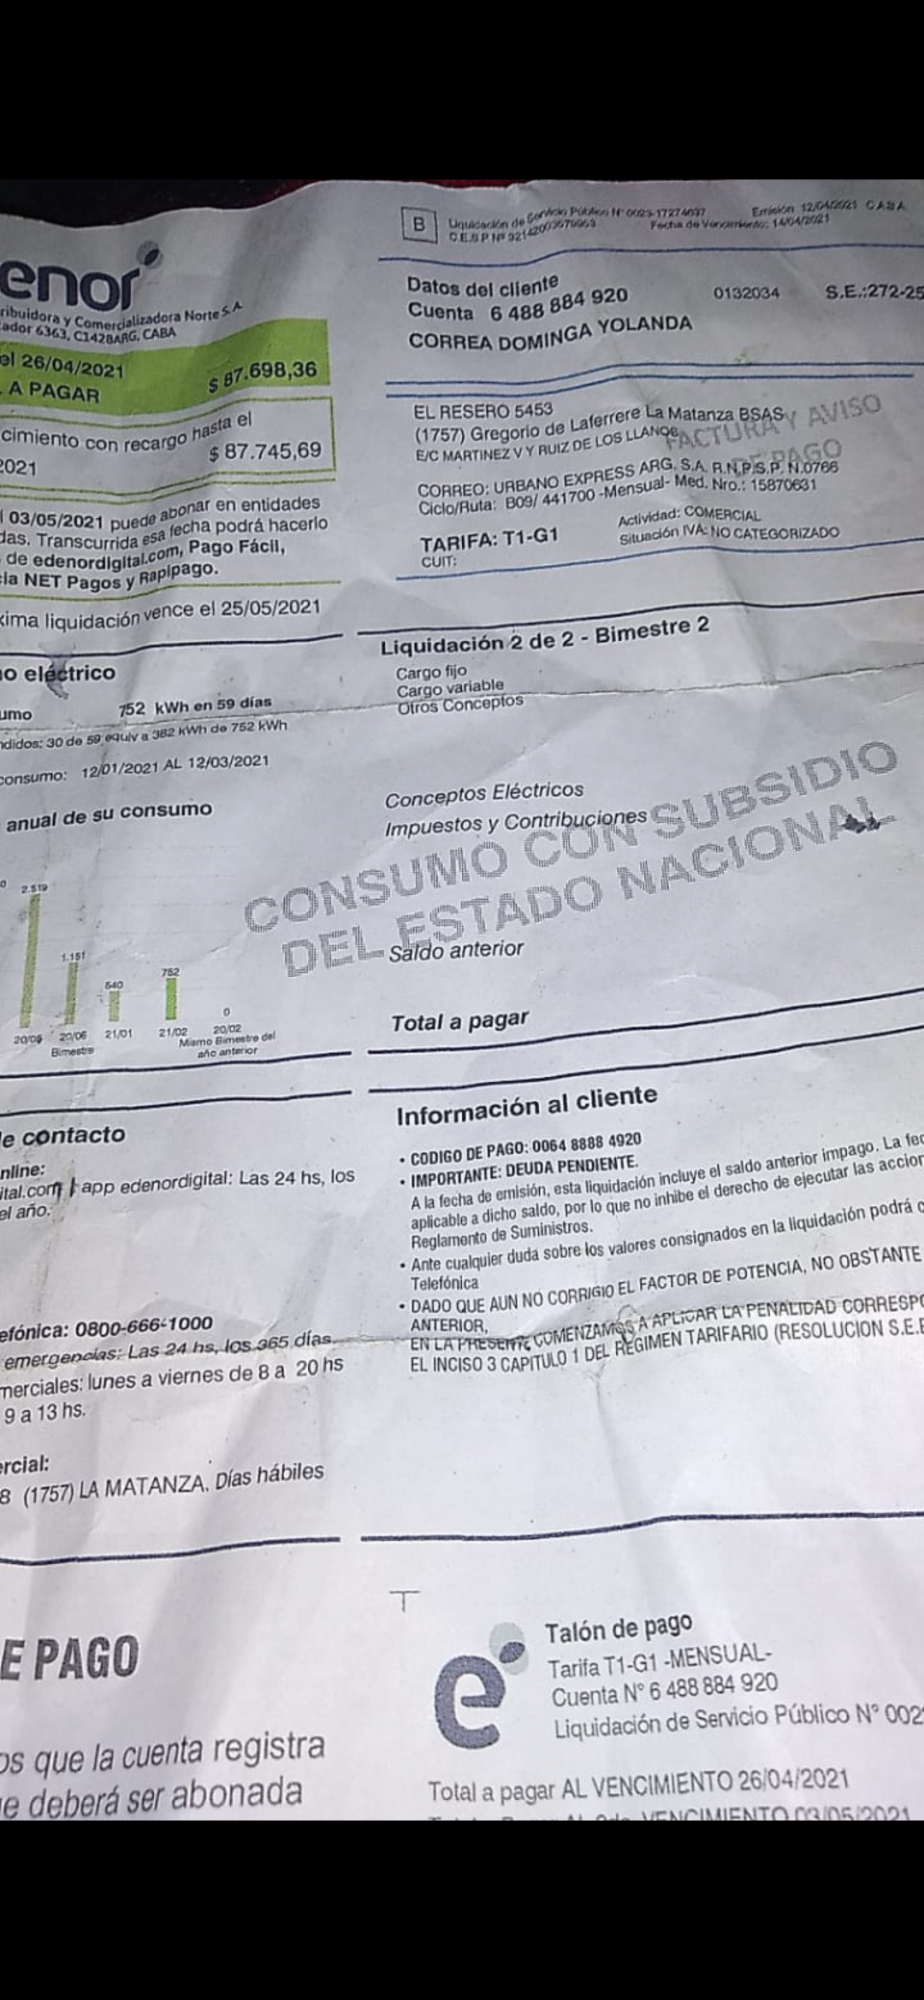 enor
ribuidora y Comercializadora Norte S.A.
ador 6363, C1428ARG, CABA
el 26/04/2021
A PAGAR $ 87.698,36
cimiento con recargo hasta el
2021 $ 87.745,69
03/05/2021 puede abonar en entidades
das. Transcurrida esa fecha podrá hacerlo
de edenordigital.com, Pago Fácil,
cia NET Pagos y Rapipago.
xima liquidación vence el 25/05/2021
o eléctrico
umo 752 kWh en 59 días
didos: 30 de 59 equiv a 382 kWh de 752 kWh
consumo: 12/01/2021 AL 12/03/2021
anual de su consumo
2.519
1.151
640
752
0
20/05 20/06 21/01 21/02 20/02
Bimestre
Mismo Bimestre del
año anterior
e contacto
nline:
ital.com app edenordigital: Las 24 hs, los
el año.
efónica: 0800-666-1000
emergencias: Las 24 hs, los 365 días.
merciales: lunes a viernes de 8 a 20 hs
9 a 13 hs.
ercial:
8 (1757) LA MATANZA. Días hábiles
E PAGO
os que la cuenta registra
e deberá ser abonada
B
Liquidación de Servicio Público N° 0023-17274697 Emisión 12/04/2021 CABA
C.E.S.P Nº Fecha de Vencimiento: 14/04/2021
Datos del cliente
Cuenta 6 488 884 920 0132034 S.E.:272-25
CORREA DOMINGA YOLANDA
EL RESERO 5453
(1757) Gregorio de Laferrere La Matanza BSAS
E/C MARTINEZ V Y RUIZ DE LOS LLANOS
FACTURA Y AVISO
DE PAGO
CORREO: URBANO EXPRESS ARG. S.A. R.N.P.S.P. N.0766
Ciclo/Ruta: B09/ 441700 -Mensual- Med. Nro.: 15870631
TARIFA: T1-G1 Actividad: COMERCIAL
CUIT: Situación IVA: NO CATEGORIZADO
Liquidación 2 de 2 - Bimestre 2
Cargo fijo
Cargo variable
Otros Conceptos
Conceptos Eléctricos
Impuestos y Contribuciones
CONSUMO CON SUBSIDIO
DEL ESTADO NACIONAL
Saldo anterior
Total a pagar
Información al cliente
• CODIGO DE PAGO: 0064 8888 4920
• IMPORTANTE: DEUDA PENDIENTE.
A la fecha de emisión, esta liquidación incluye el saldo anterior impago. La fec
aplicable a dicho saldo, por lo que no inhibe el derecho de ejecutar las accion
Reglamento de Suministros.
• Ante cualquier duda sobre los valores consignados en la liquidación podrá c
Telefónica
• DADO QUE AUN NO CORRIGIO EL FACTOR DE POTENCIA, NO OBSTANTE
ANTERIOR,
EN LA PRESENTE COMENZAMOS A APLICAR LA PENALIDAD CORRESPO
EL INCISO 3 CAPITULO 1 DEL REGIMEN TARIFARIO (RESOLUCION S.E.E
e
Talón de pago
Tarifa T1-G1 -MENSUAL-
Cuenta N° 6 488 884 920
Liquidación de Servicio Público N° 002
Total a pagar AL VENCIMIENTO 26/04/2021
VENCIMIENTO 03/05/2021